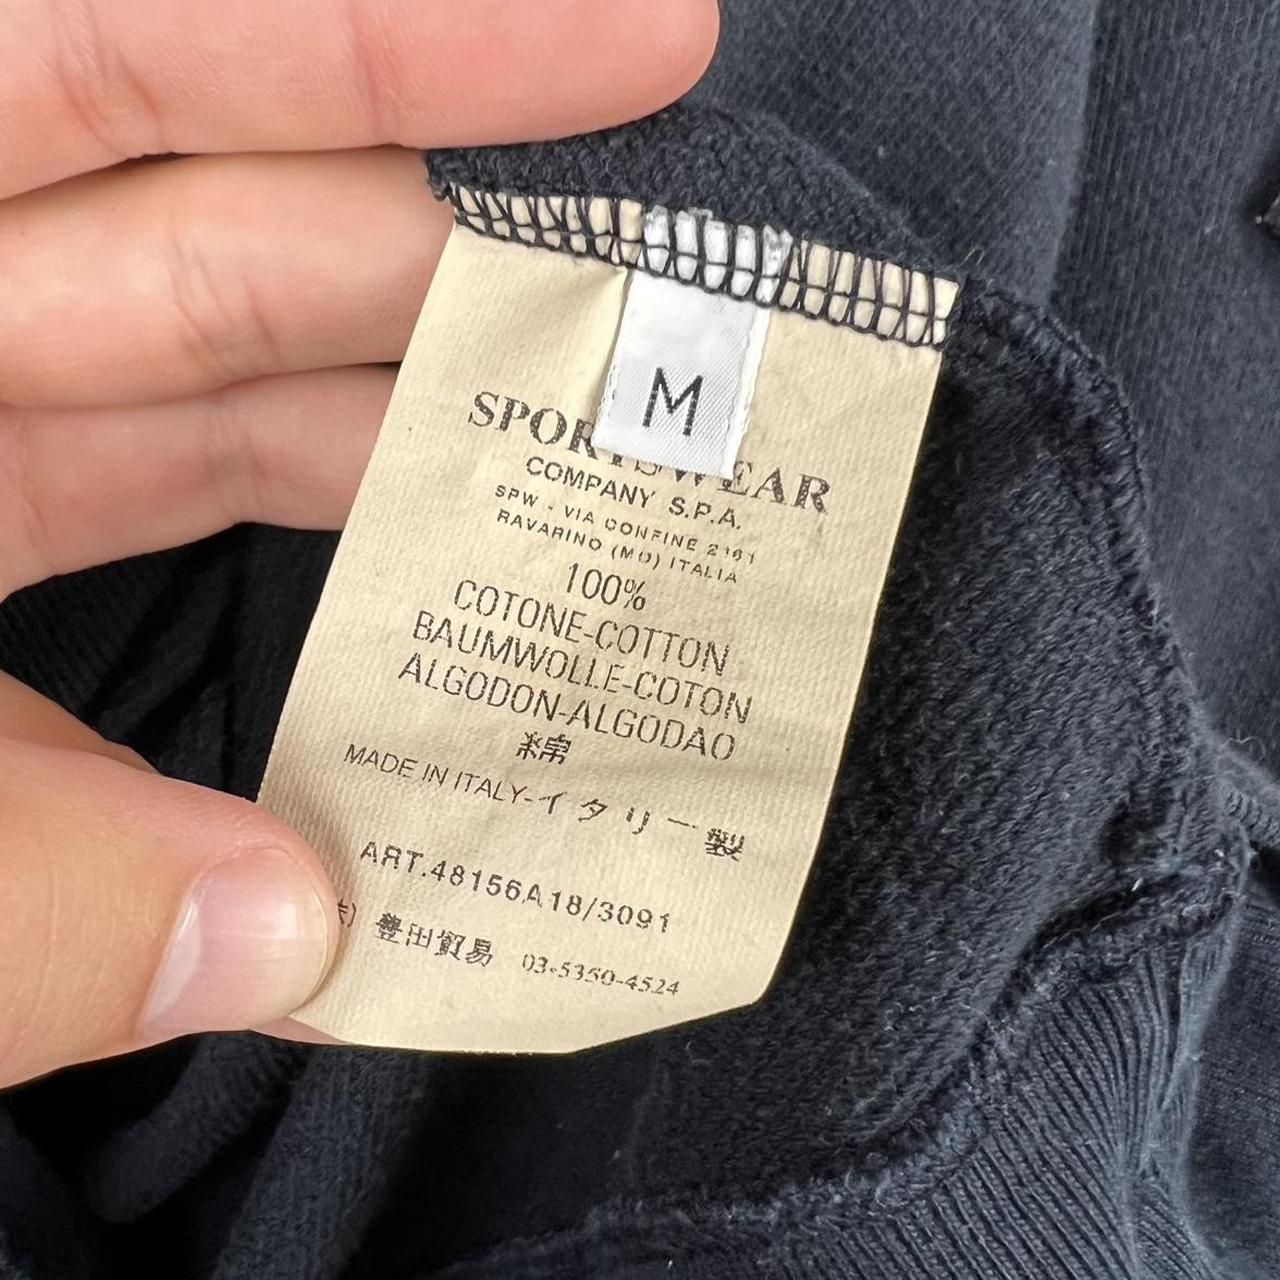 M
SPORTSWEAR
COMPANY S.P.A.
SPW - VIA CONFINE 2161
RAVARINO (MO) ITALIA
100%
COTONE-COTTON
BAUMWOLLE-COTON
ALGODON-ALGODAO
綿
MADE IN ITALY-イタリー製
ART.48156A18/3091
豊田貿易 03-5350-4524